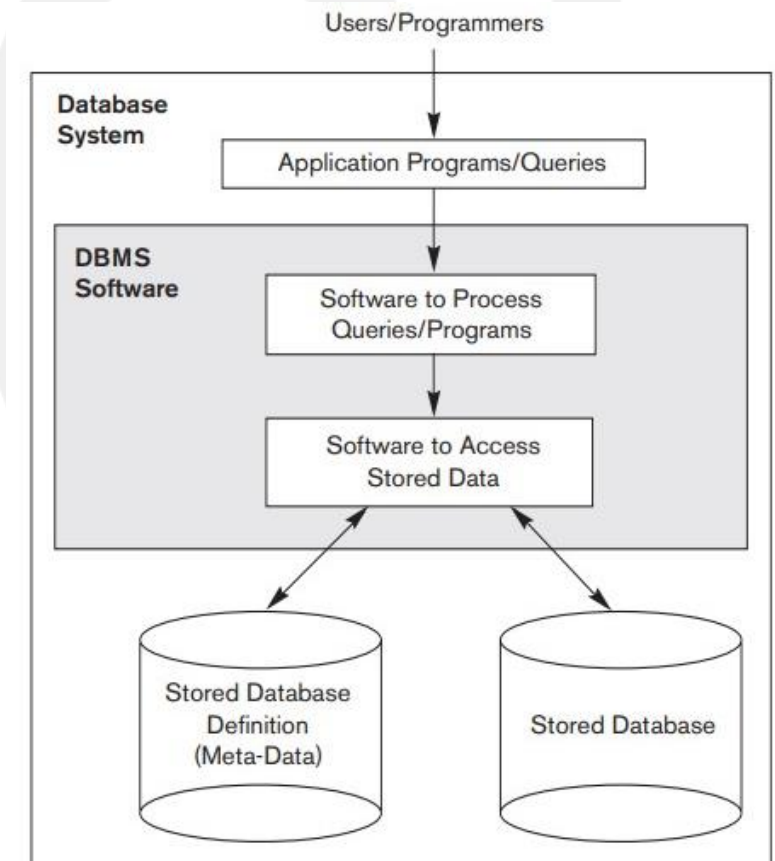 Users/Programmers
Database
System
Application Programs/Queries
DBMS
Software
Software to Process
Queries/Programs
Software to Access
Stored Data
Stored Database
Definition
(Meta-Data)
Stored Database